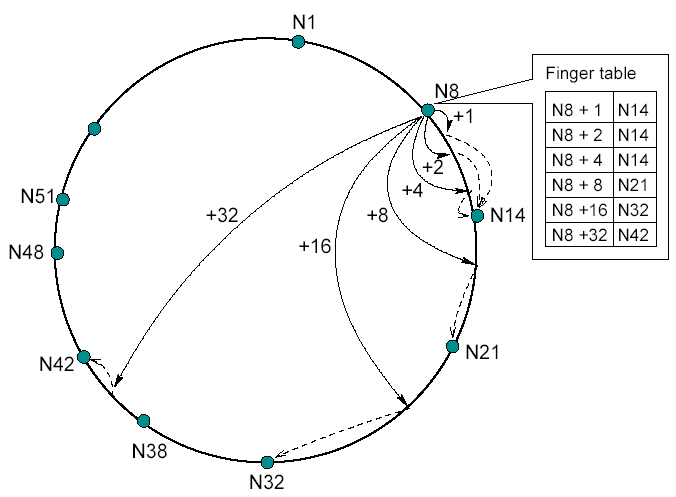 N1
N8
Finger table
N8 + 1 N14
N8 + 2 N14
N8 + 4 N14
N8 + 8 N21
N8 +16 N32
N8 +32 N42
+1
+2
+4
+8
+16
+32
N14
N21
N32
N38
N42
N48
N51